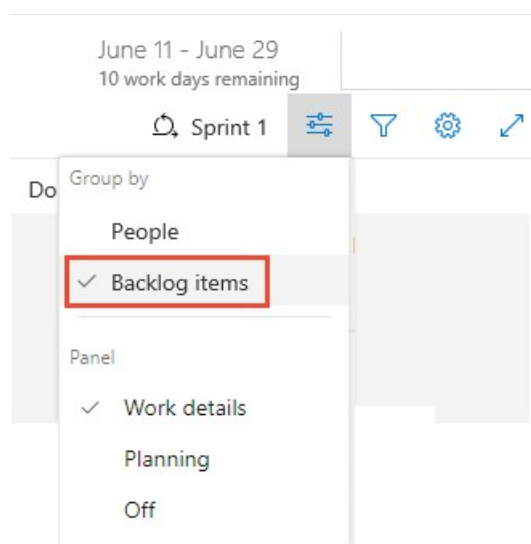 June 11 - June 29
10 work days remaining
Sprint 1
Do
Group by
People
Backlog items
Panel
Work details
Planning
Off